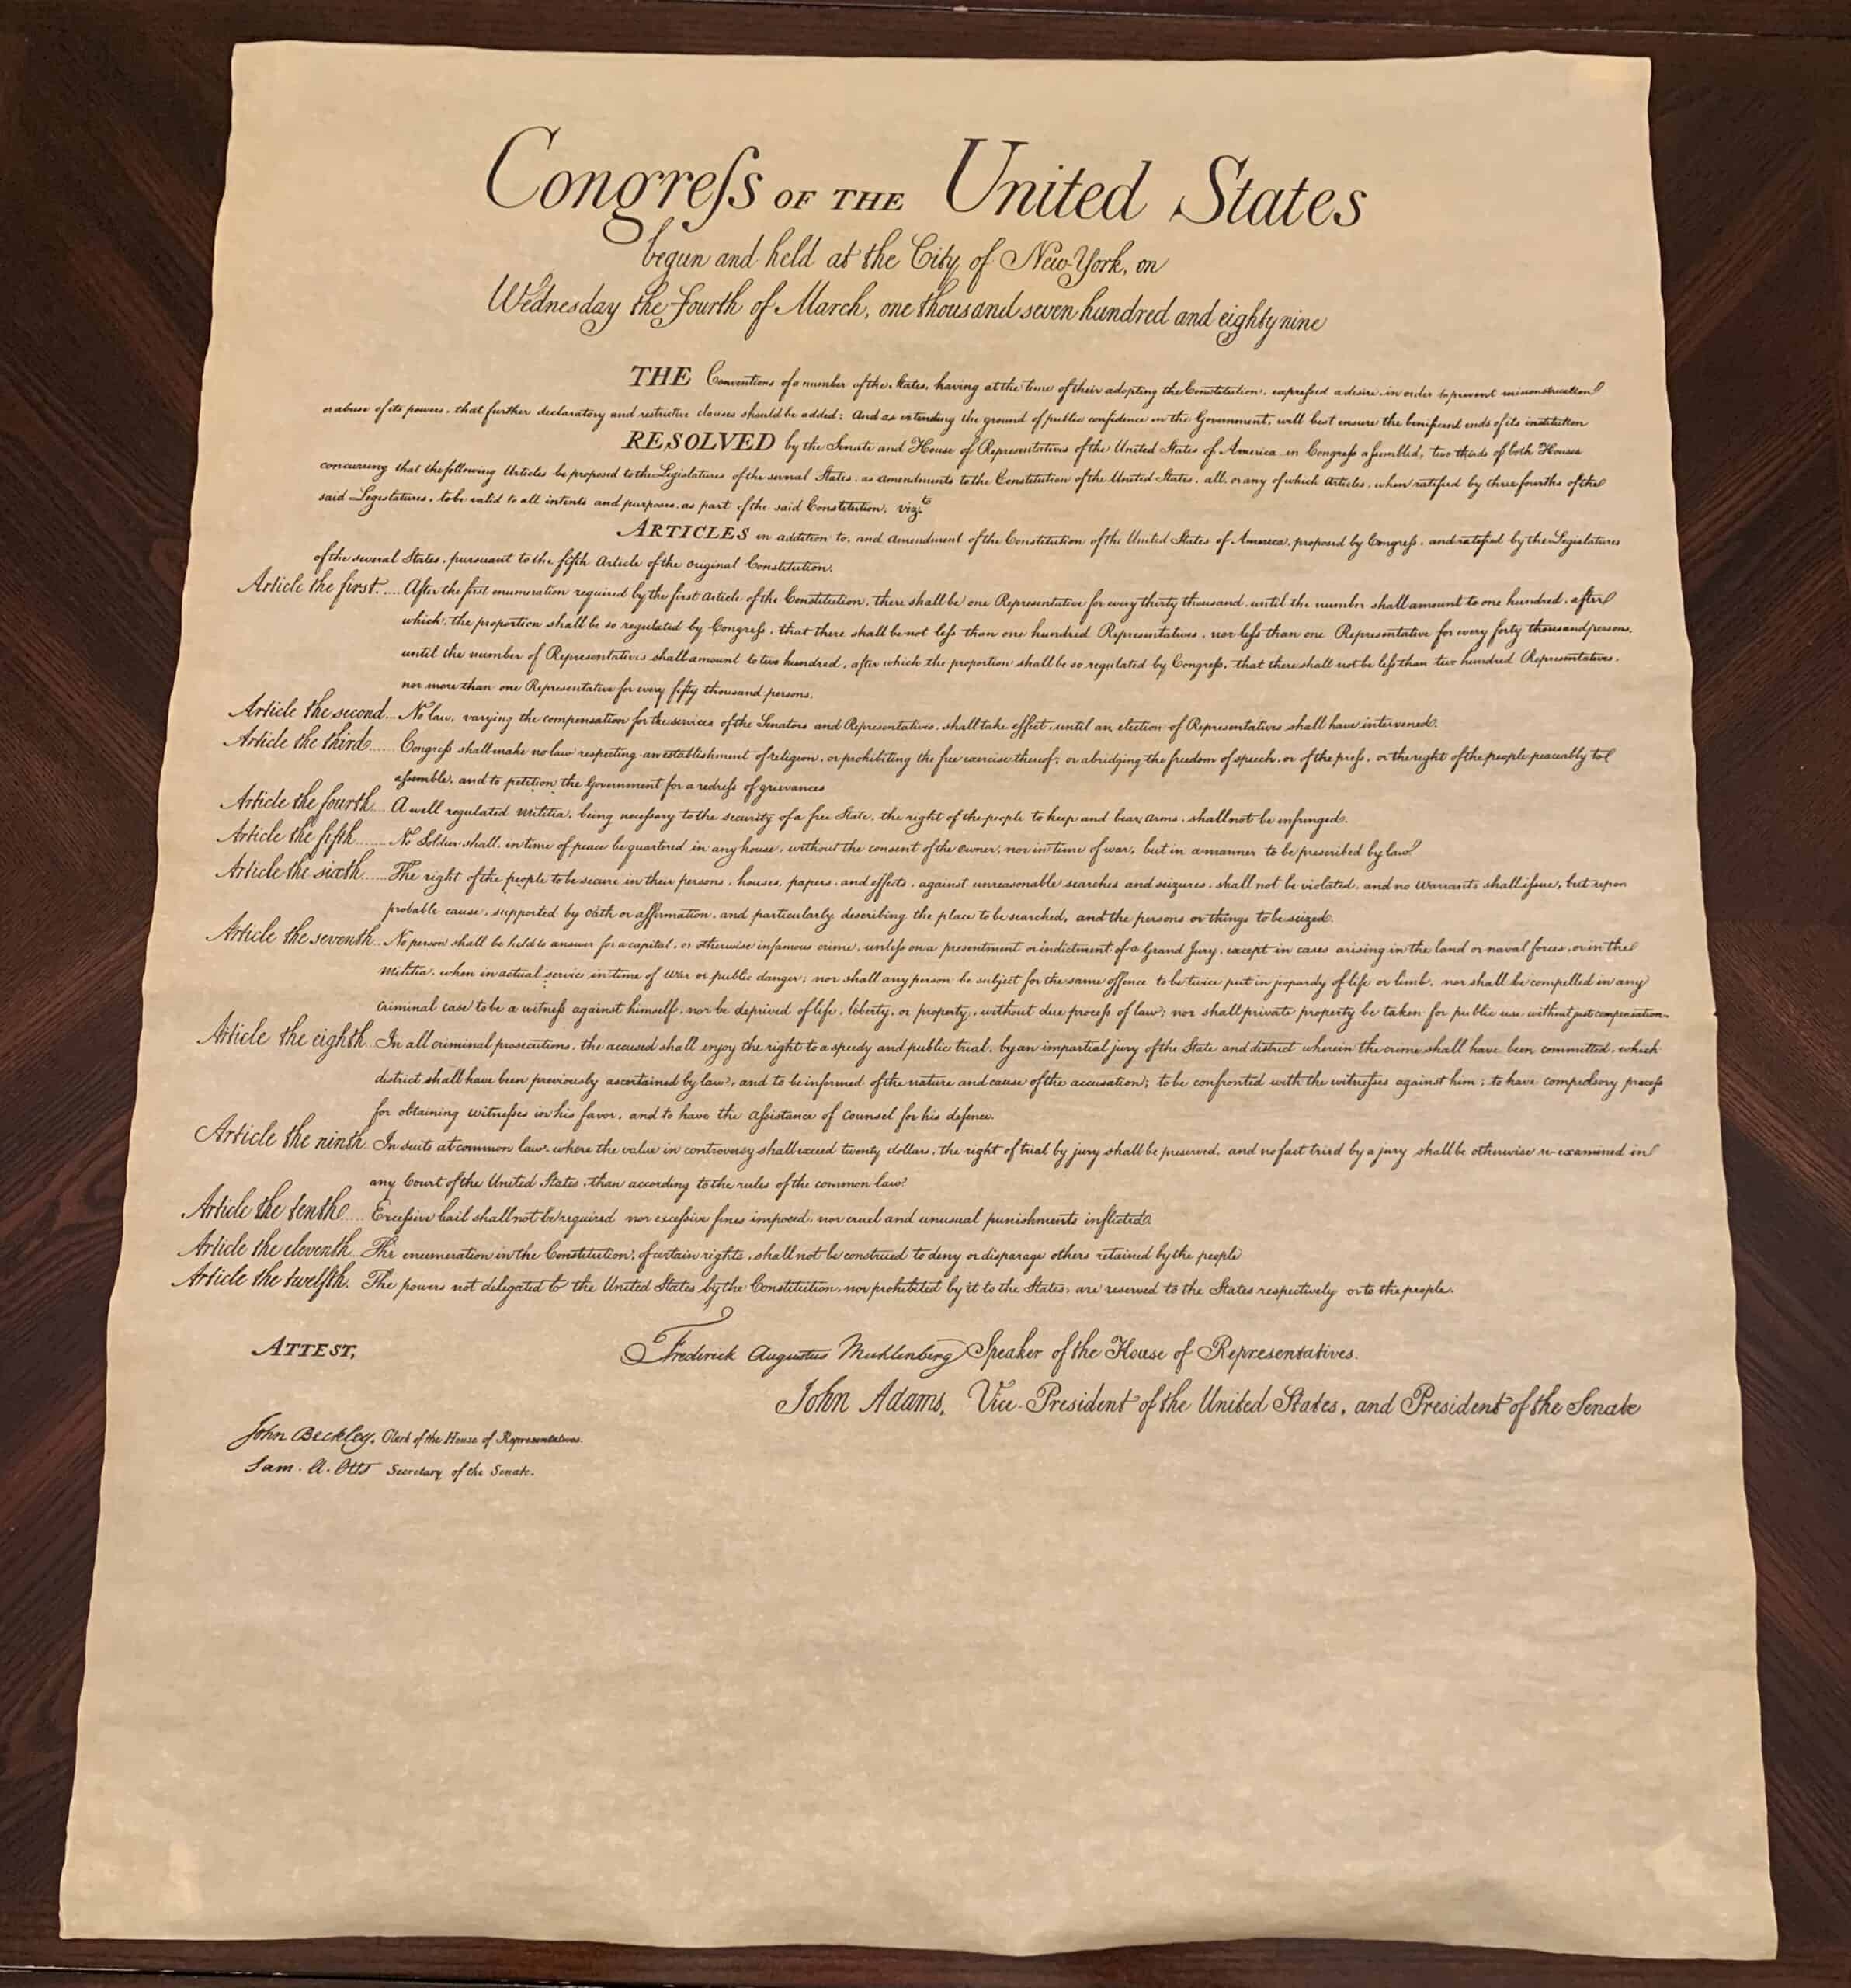 Congreſs OF THE United States
begun and held at the City of New-York, on
Wednesday the fourth of March, one thousand seven hundred and eighty nine
THE Conventions of a number of the States, having at the time of their adopting the Constitution, expreſsed a desire, in order to prevent misconstruction
or abuse of its powers, that further declaratory and restrictive clauses should be added: And as extending the ground of public confidence in the Government, will best ensure the benificent ends of its institution
RESOLVED by the Senate and House of Representatives of the United States of America in Congreſs aſsembled, two thirds of both Houses
concurring that the following Articles be proposed to the Legislatures of the several States, as amendments to the Constitution of the United States, all, or any of which Articles, when ratified by three fourths of the
said Legislatures, to be valid to all intents and purposes, as part of the said Constitution, vizt
ARTICLES in addition to, and Amendment of the Constitution of the United States of America, proposed by Congreſs, and ratified by the Legislatures
of the several States, pursuant to the fifth Article of the original Constitution.
Article the first.... After the first enumeration required by the first Article of the Constitution, there shall be one Representative for every thirty thousand, until the number shall amount to one hundred, after
which, the proportion shall be so regulated by Congreſs, that there shall be not leſs than one hundred Representatives, nor leſs than one Representative for every forty thousand persons,
until the number of Representatives shall amount to two hundred, after which the proportion shall be so regulated by Congreſs, that there shall not be leſs than two hundred Representatives,
nor more than one Representative for every fifty thousand persons.
Article the second... No law, varying the compensation for the services of the Senators and Representatives, shall take effect, until an election of Representatives shall have intervened.
Article the third...... Congreſs shall make no law respecting an establishment of religion, or prohibiting the free exercise thereof; or abridging the freedom of speech, or of the preſs, or the right of the people peaceably to
aſsemble, and to petition the Government for a redreſs of grievances
Article the fourth... A well regulated Militia, being neceſsary to the security of a free State, the right of the people to keep and bear Arms, shall not be infringed.
Article the fifth....... No Soldier shall, in time of peace be quartered in any house, without the consent of the Owner, nor in time of war, but in a manner to be prescribed by law.
Article the sixth...... The right of the people to be secure in their persons, houses, papers, and effects, against unreasonable searches and seizures, shall not be violated, and no Warrants shall iſsue, but upon
probable cause, supported by Oath or affirmation, and particularly describing the place to be searched, and the persons or things to be seized.
Article the seventh.. No person shall be held to answer for a capital, or otherwise infamous crime, unleſs on a presentment or indictment of a Grand Jury, except in cases arising in the land or naval forces, or in the
Militia, when in actual service in time of War or public danger; nor shall any person be subject for the same offence to be twice put in jeopardy of life or limb, nor shall be compelled in any
criminal case to be a witneſs against himself, nor be deprived of life, liberty, or property, without due proceſs of law; nor shall private property be taken for public use without just compensation.
Article the eighth.. In all criminal prosecutions, the accused shall enjoy the right to a speedy and public trial, by an impartial jury of the State and district wherein the crime shall have been committed, which
district shall have been previously ascertained by law, and to be informed of the nature and cause of the accusation; to be confronted with the witneſses against him; to have compulsory proceſs
for obtaining witneſses in his favor, and to have the aſsistance of counsel for his defence.
Article the ninth. In suits at common law, where the value in controversy shall exceed twenty dollars, the right of trial by jury shall be preserved, and no fact tried by a jury shall be otherwise re-examined in
any Court of the United States, than according to the rules of the common law.
Article the tenth.... Exceſsive bail shall not be required nor exceſsive fines imposed, nor cruel and unusual punishments inflicted.
Article the eleventh. The enumeration in the Constitution, of certain rights, shall not be construed to deny or disparage others retained by the people
Article the twelfth. The powers not delegated to the United States by the Constitution, nor prohibited by it to the States, are reserved to the States respectively or to the people.
ATTEST,
Frederick Augustus Muhlenberg Speaker of the House of Representatives.
John Adams, Vice-President of the United States, and President of the Senate
John Beckley, Clerk of the House of Representatives.
Sam. A. Otis Secretary of the Senate.